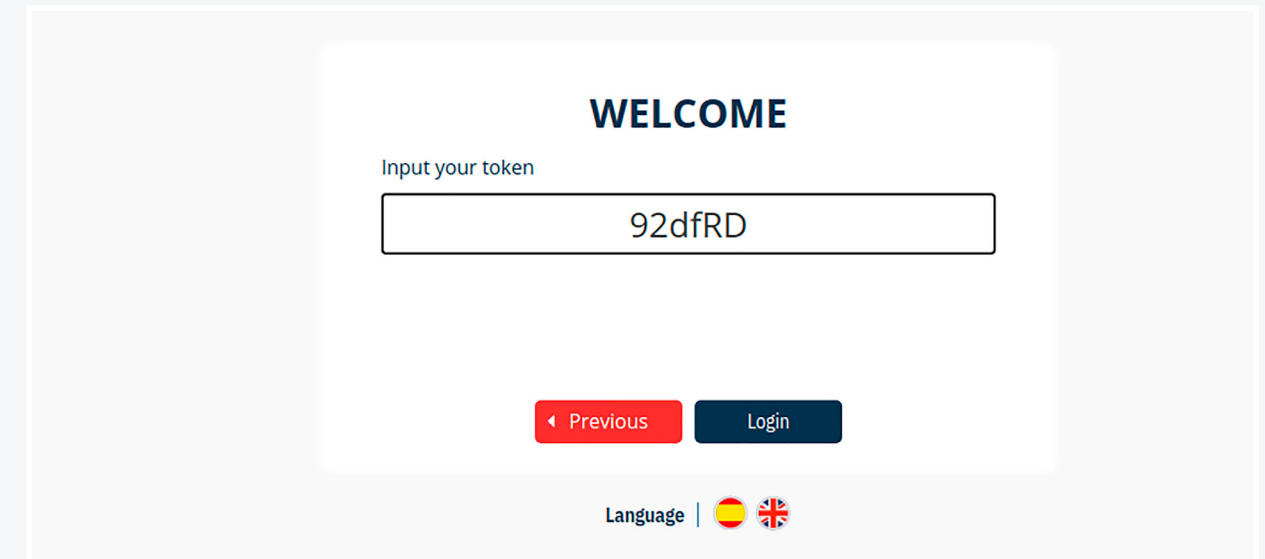 WELCOME
Input your token
92dfRD
Previous
Login
Language